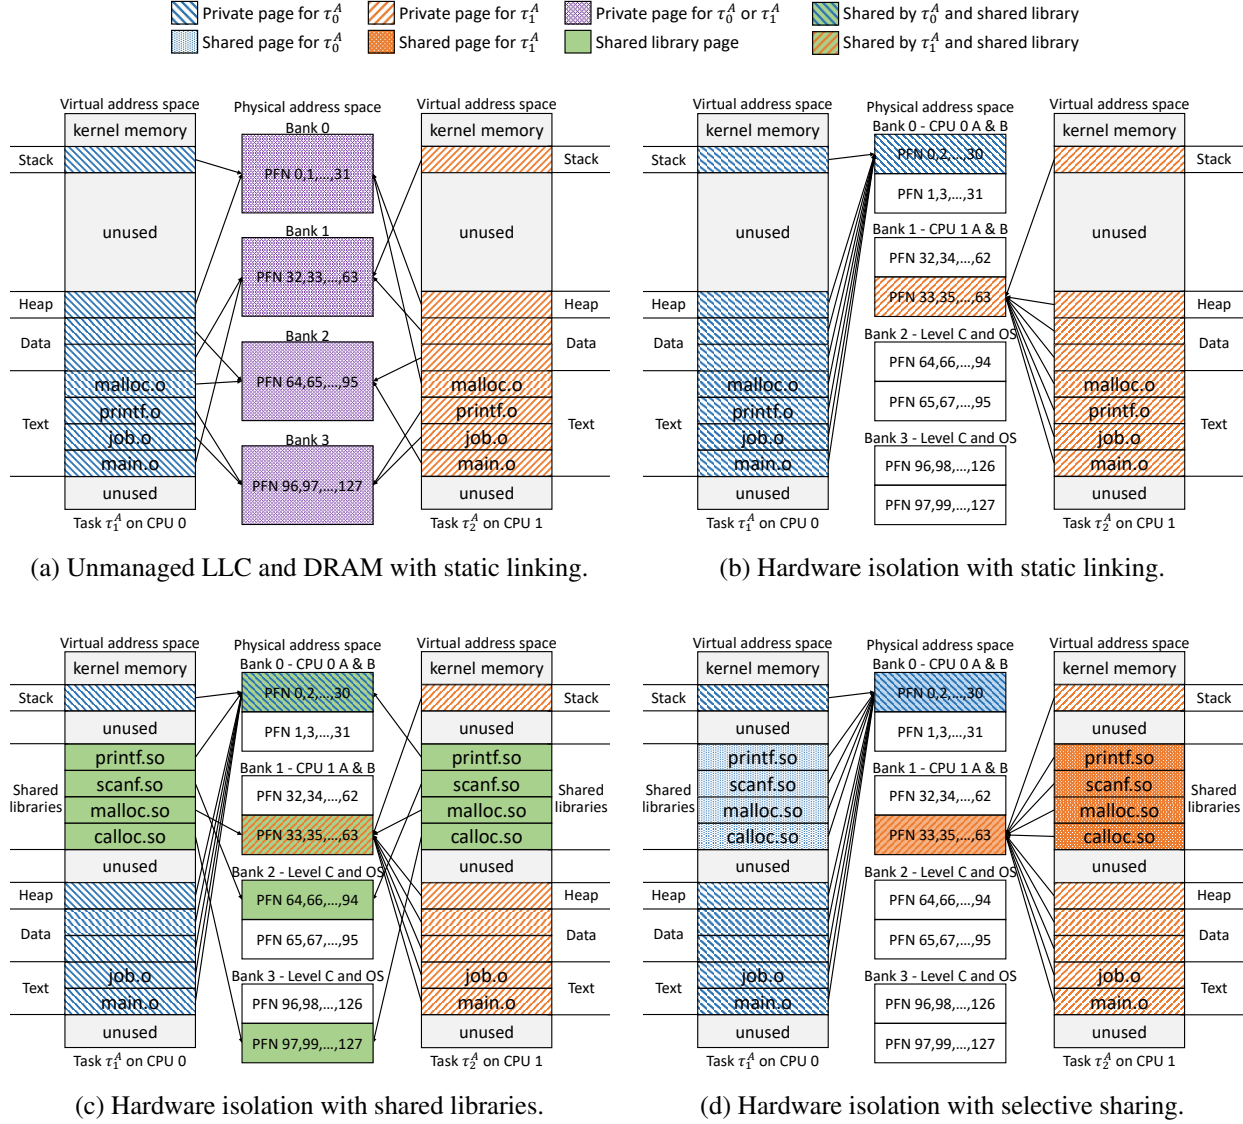 Private page for τ₀ᴬ
Private page for τ₁ᴬ
Private page for τ₀ᴬ or τ₁ᴬ
Shared by τ₀ᴬ and shared library
Shared page for τ₀ᴬ
Shared page for τ₁ᴬ
Shared library page
Shared by τ₁ᴬ and shared library
Virtual address space
Physical address space
Virtual address space
kernel memory
Bank 0
kernel memory
Stack
PFN 0,1,...,31
Stack
unused
Bank 1
unused
PFN 32,33,...,63
Heap
Heap
Data
Bank 2
Data
malloc.o
PFN 64,65,...,95
malloc.o
printf.o
printf.o
Text
job.o
Bank 3
job.o
Text
main.o
main.o
PFN 96,97,...,127
unused
unused
Task τ₁ᴬ on CPU 0
Task τ₂ᴬ on CPU 1
(a) Unmanaged LLC and DRAM with static linking.
Virtual address space
Physical address space
Virtual address space
kernel memory
Bank 0 - CPU 0 A & B
kernel memory
Stack
PFN 0,2,...,30
Stack
PFN 1,3,...,31
unused
Bank 1 - CPU 1 A & B
unused
PFN 32,34,...,62
Heap
PFN 33,35,...,63
Heap
Data
Bank 2 - Level C and OS
Data
PFN 64,66,...,94
malloc.o
malloc.o
PFN 65,67,...,95
printf.o
printf.o
Text
job.o
Bank 3 - Level C and OS
job.o
Text
main.o
PFN 96,98,...,126
main.o
unused
PFN 97,99,...,127
unused
Task τ₁ᴬ on CPU 0
Task τ₂ᴬ on CPU 1
(b) Hardware isolation with static linking.
Virtual address space
Physical address space
Virtual address space
kernel memory
Bank 0 - CPU 0 A & B
kernel memory
Stack
PFN 0,2,...,30
Stack
unused
PFN 1,3,...,31
unused
printf.so
Bank 1 - CPU 1 A & B
printf.so
Shared
libraries
scanf.so
PFN 32,34,...,62
scanf.so
Shared
libraries
malloc.so
malloc.so
calloc.so
PFN 33,35,...,63
calloc.so
unused
Bank 2 - Level C and OS
unused
Heap
PFN 64,66,...,94
Heap
Data
PFN 65,67,...,95
Data
job.o
Bank 3 - Level C and OS
job.o
Text
main.o
PFN 96,98,...,126
main.o
Text
unused
PFN 97,99,...,127
unused
Task τ₁ᴬ on CPU 0
Task τ₂ᴬ on CPU 1
(c) Hardware isolation with shared libraries.
Virtual address space
Physical address space
Virtual address space
kernel memory
Bank 0 - CPU 0 A & B
kernel memory
Stack
PFN 0,2,...,30
Stack
unused
PFN 1,3,...,31
unused
printf.so
Bank 1 - CPU 1 A & B
printf.so
Shared
libraries
scanf.so
PFN 32,34,...,62
scanf.so
Shared
libraries
malloc.so
malloc.so
calloc.so
PFN 33,35,...,63
calloc.so
unused
Bank 2 - Level C and OS
unused
Heap
PFN 64,66,...,94
Heap
Data
PFN 65,67,...,95
Data
job.o
Bank 3 - Level C and OS
job.o
Text
main.o
PFN 96,98,...,126
main.o
Text
unused
PFN 97,99,...,127
unused
Task τ₁ᴬ on CPU 0
Task τ₂ᴬ on CPU 1
(d) Hardware isolation with selective sharing.